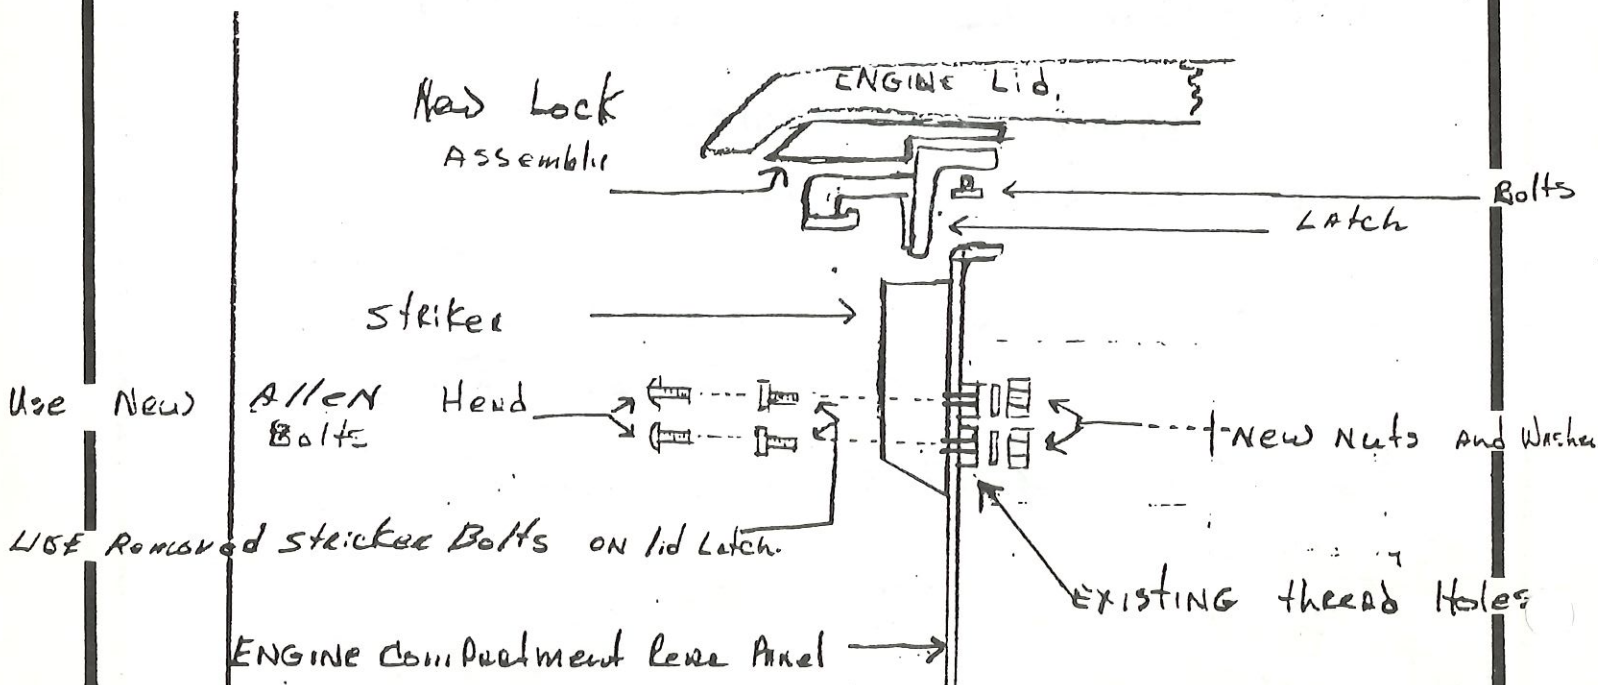 ENGINE Lid.
New Lock
Assemblie
Bolts
LAtch
Striker
Use New Allen Head
Bolts
New Nuts And Washer
USE Removed Stricker Bolts ON lid Latch.
EXISTING thread Holes
ENGINE Compartment Rear Panel